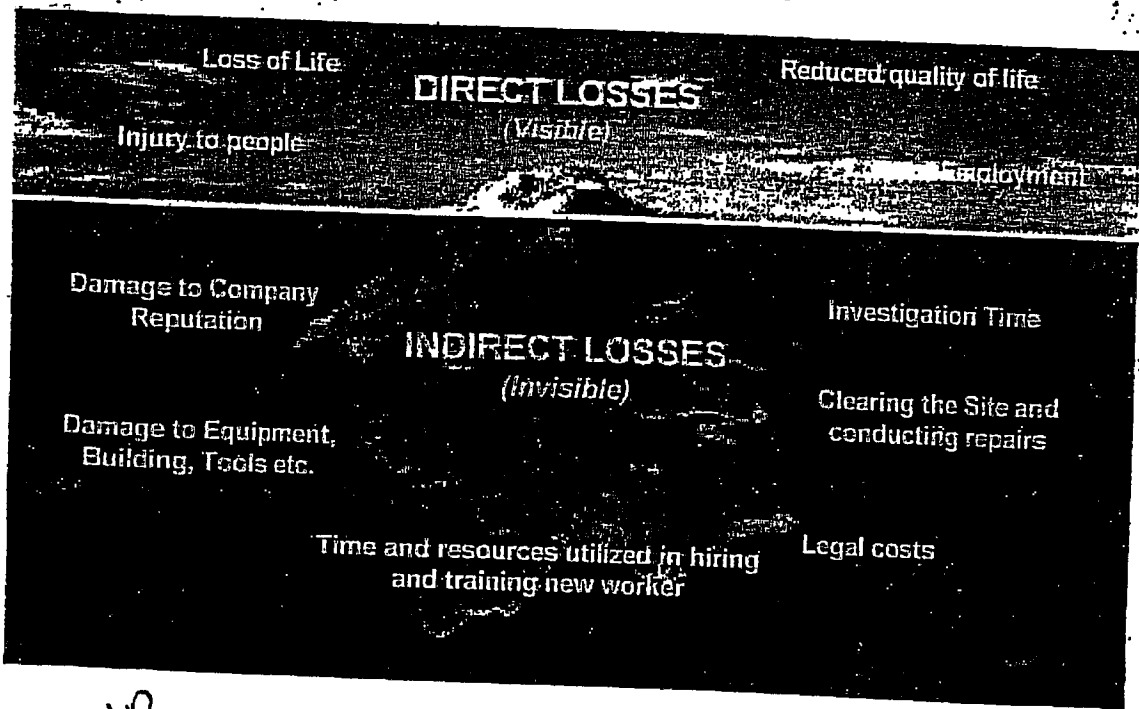 Loss of Life
DIRECT LOSSES
Reduced quality of life
(Visible)
Injury to people
Damage to Company
Reputation
Investigation Time
INDIRECT LOSSES
(Invisible)
Clearing the Site and
conducting repairs
Damage to Equipment,
Building, Tools etc.
Time and resources utilized in hiring
and training new worker
Legal costs